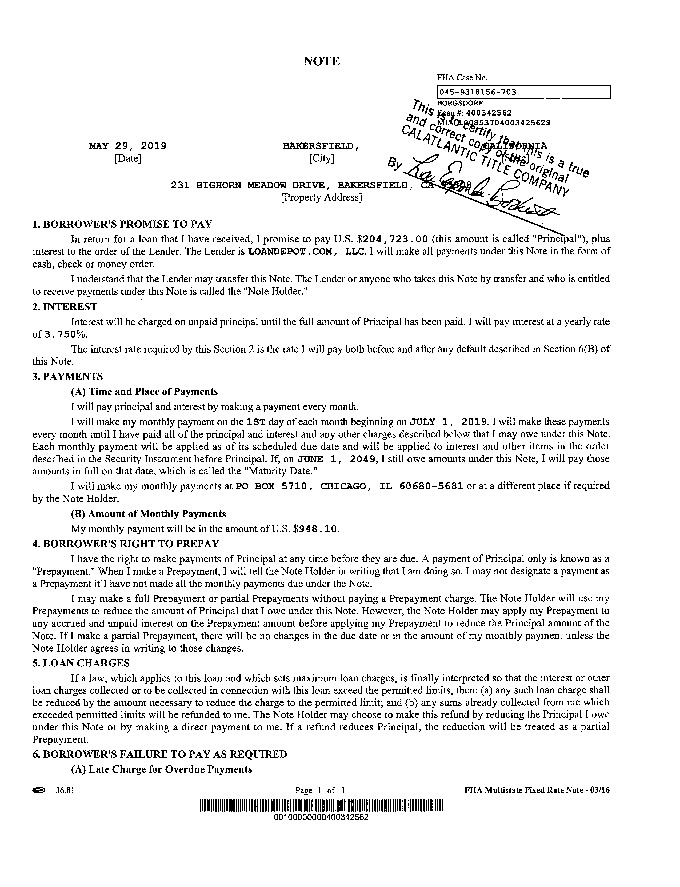 NOTE
FHA Case No.
045-9318156-703
BORGSDORF
Loan #: 400342562
This is to certify that this is a true
and correct copy of the original
CALATLANTIC TITLE COMPANY
By
MAY 29, 2019 BAKERSFIELD, CALIFORNIA
[Date] [City]
231 BIGHORN MEADOW DRIVE, BAKERSFIELD, CA
[Property Address]
1. BORROWER'S PROMISE TO PAY
In return for a loan that I have received, I promise to pay U.S. $204,723.00 (this amount is called "Principal"), plus
interest to the order of the Lender. The Lender is LOANDEPOT.COM, LLC. I will make all payments under this Note in the form of
cash, check or money order.
I understand that the Lender may transfer this Note. The Lender or anyone who takes this Note by transfer and who is entitled
to receive payments under this Note is called the "Note Holder."
2. INTEREST
Interest will be charged on unpaid principal until the full amount of Principal has been paid. I will pay interest at a yearly rate
of 3.750%.
The interest rate required by this Section 2 is the rate I will pay both before and after any default described in Section 6(B) of
this Note.
3. PAYMENTS
(A) Time and Place of Payments
I will pay principal and interest by making a payment every month.
I will make my monthly payment on the 1ST day of each month beginning on JULY 1, 2019. I will make these payments
every month until I have paid all of the principal and interest and any other charges described below that I may owe under this Note.
Each monthly payment will be applied as of its scheduled due date and will be applied to interest and other items in the order
described in the Security Instrument before Principal. If, on JUNE 1, 2049, I still owe amounts under this Note, I will pay those
amounts in full on that date, which is called the "Maturity Date."
I will make my monthly payments at PO BOX 5710, CHICAGO, IL 60680-5681 or at a different place if required
by the Note Holder.
(B) Amount of Monthly Payments
My monthly payment will be in the amount of U.S. $948.10.
4. BORROWER'S RIGHT TO PREPAY
I have the right to make payments of Principal at any time before they are due. A payment of Principal only is known as a
"Prepayment." When I make a Prepayment, I will tell the Note Holder in writing that I am doing so. I may not designate a payment as
a Prepayment if I have not made all the monthly payments due under the Note.
I may make a full Prepayment or partial Prepayments without paying a Prepayment charge. The Note Holder will use my
Prepayments to reduce the amount of Principal that I owe under this Note. However, the Note Holder may apply my Prepayment to
any accrued and unpaid interest on the Prepayment amount before applying my Prepayment to reduce the Principal amount of the
Note. If I make a partial Prepayment, there will be no changes in the due date or in the amount of my monthly payment unless the
Note Holder agrees in writing to those changes.
5. LOAN CHARGES
If a law, which applies to this loan and which sets maximum loan charges, is finally interpreted so that the interest or other
loan charges collected or to be collected in connection with this loan exceed the permitted limits, then: (a) any such loan charge shall
be reduced by the amount necessary to reduce the charge to the permitted limit; and (b) any sums already collected from me which
exceeded permitted limits will be refunded to me. The Note Holder may choose to make this refund by reducing the Principal I owe
under this Note or by making a direct payment to me. If a refund reduces Principal, the reduction will be treated as a partial
Prepayment.
6. BORROWER'S FAILURE TO PAY AS REQUIRED
(A) Late Charge for Overdue Payments
Page 1 of 3
FHA Multistate Fixed Rate Note - 03/16